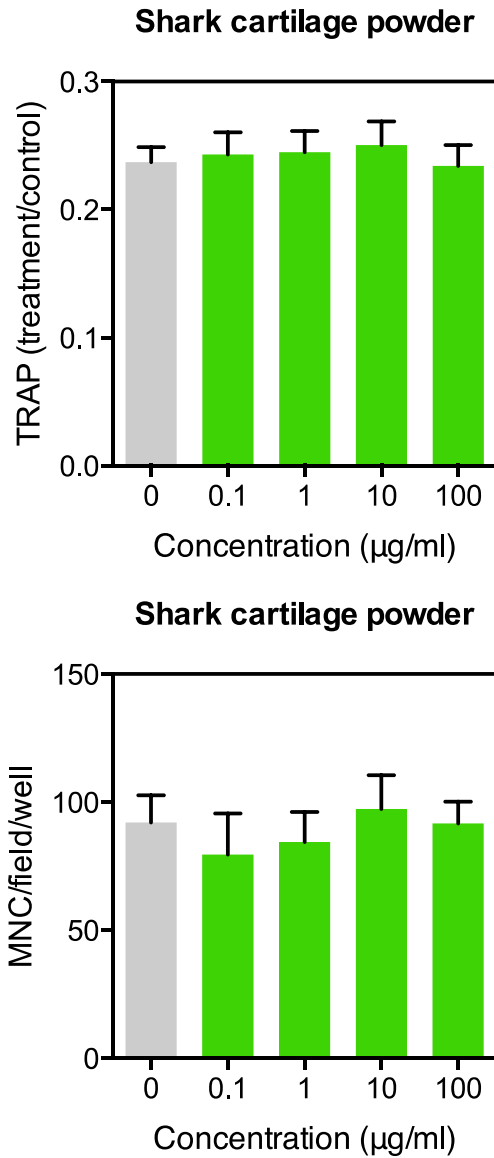 Shark cartilage powder
TRAP (treatment/control)
0.3
0.2
0.1
0.0
0 0.1 1 10 100
Concentration (µg/ml)
Shark cartilage powder
MNC/field/well
150
100
50
0
0 0.1 1 10 100
Concentration (µg/ml)